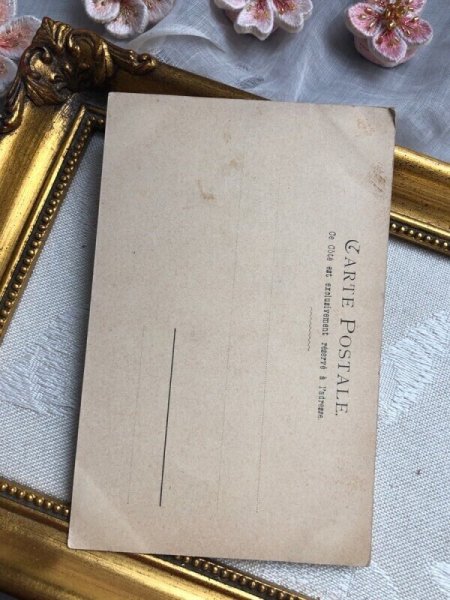 CARTE POSTALE.
Ce Côté est exclusivement réservé à l'adresse